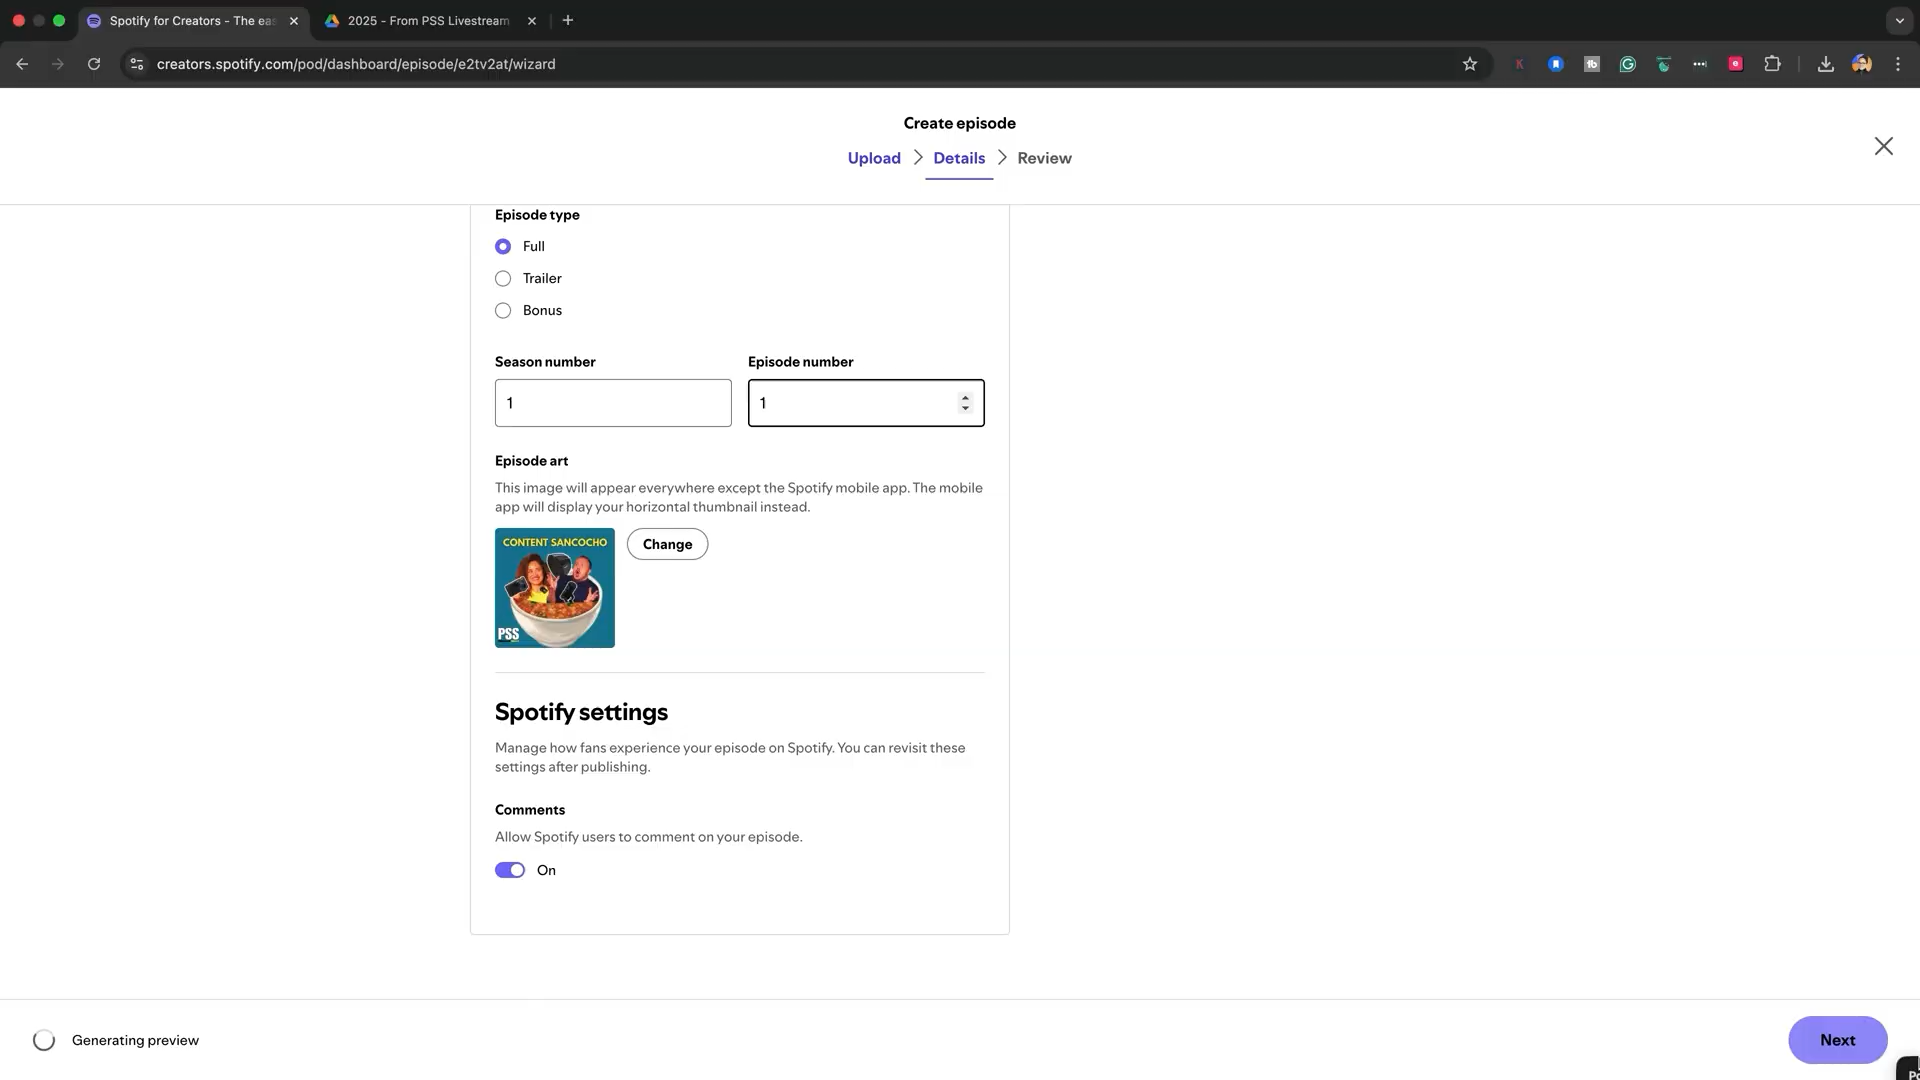 Spotify for Creators - The eas
2025 - From PSS Livestream
creators.spotify.com/pod/dashboard/episode/e2tv2at/wizard
Create episode
Upload
Details
Review
Episode type
Full
Trailer
Bonus
Season number
Episode number
1
1
Episode art
This image will appear everywhere except the Spotify mobile app. The mobile
app will display your horizontal thumbnail instead.
CONTENT SANCOCHO
PSS
Change
Spotify settings
Manage how fans experience your episode on Spotify. You can revisit these
settings after publishing.
Comments
Allow Spotify users to comment on your episode.
On
Generating preview
Next